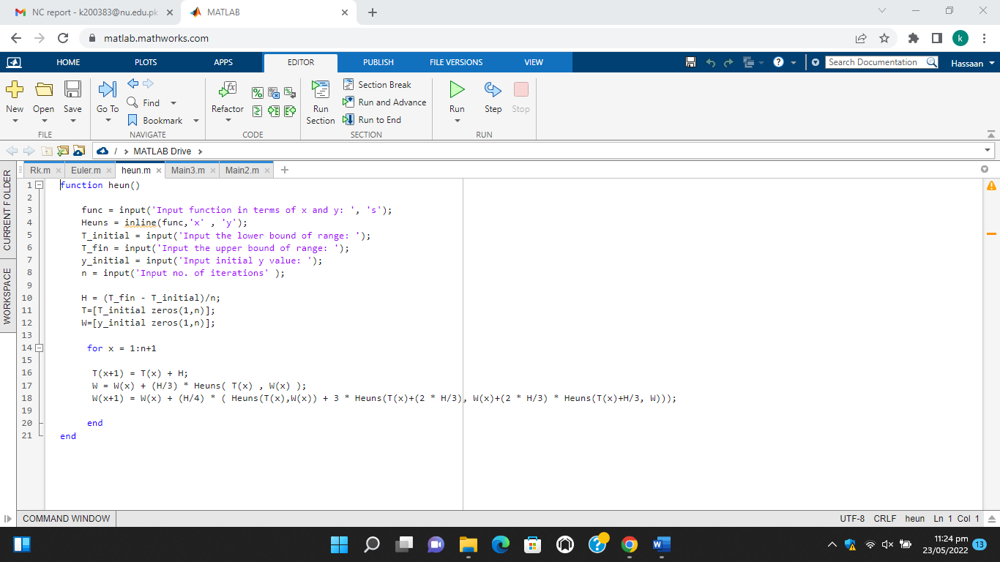 NC report - k200383@nu.edu.pk
MATLAB
matlab.mathworks.com
k
HOME PLOTS APPS EDITOR PUBLISH FILE VERSIONS VIEW
Search Documentation
Hassaan
New Open Save
FILE
Go To
Find
Bookmark
NAVIGATE
Refactor
CODE
Run Section
Section Break
Run and Advance
Run to End
SECTION
Run Step Stop
RUN
/ > MATLAB Drive >
CURRENT FOLDER
WORKSPACE
Rk.m Euler.m heun.m Main3.m Main2.m
1 function heun()
2
3 func = input('Input function in terms of x and y: ', 's');
4 Heuns = inline(func,'x' , 'y');
5 T_initial = input('Input the lower bound of range: ');
6 T_fin = input('Input the upper bound of range: ');
7 y_initial = input('Input initial y value: ');
8 n = input('Input no. of iterations' );
9
10 H = (T_fin - T_initial)/n;
11 T=[T_initial zeros(1,n)];
12 W=[y_initial zeros(1,n)];
13
14 for x = 1:n+1
15
16 T(x+1) = T(x) + H;
17 W = W(x) + (H/3) * Heuns( T(x) , W(x) );
18 W(x+1) = W(x) + (H/4) * ( Heuns(T(x),W(x)) + 3 * Heuns(T(x)+(2 * H/3), W(x)+(2 * H/3) * Heuns(T(x)+H/3, W)));
19
20 end
21 end
COMMAND WINDOW
UTF-8 CRLF heun Ln 1 Col 1
11:24 pm
23/05/2022
13